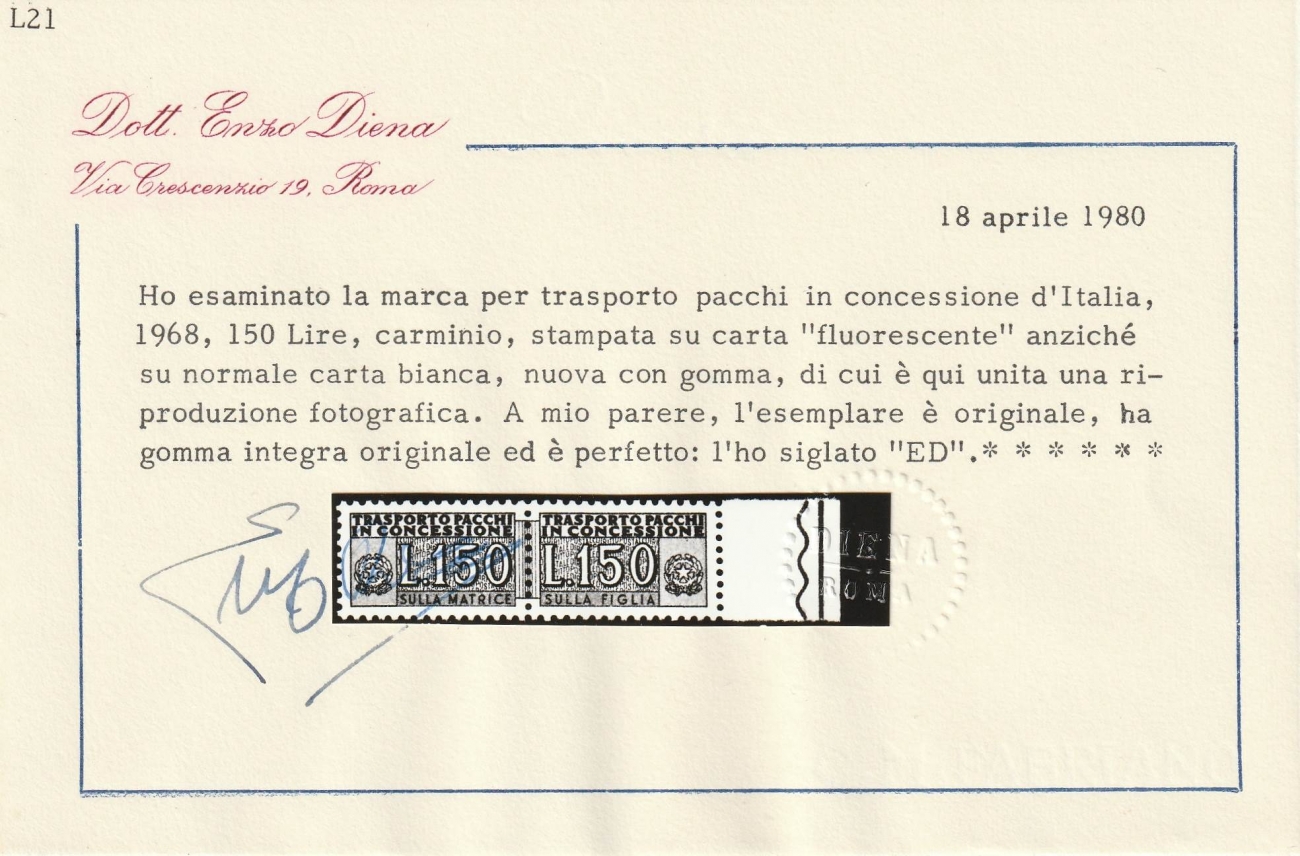 L21
Dott. Enzo Diena
Via Crescenzio 19, Roma
18 aprile 1980
Ho esaminato la marca per trasporto pacchi in concessione d'Italia,
1968, 150 Lire, carminio, stampata su carta "fluorescente" anziché
su normale carta bianca, nuova con gomma, di cui è qui unita una ri-
produzione fotografica. A mio parere, l'esemplare è originale, ha
gomma integra originale ed è perfetto: l'ho siglato "ED".* * * * * *
TRASPORTO PACCHI
IN CONCESSIONE
L.150
SULLA MATRICE
TRASPORTO PACCHI
IN CONCESSIONE
L.150
SULLA FIGLIA
DIENA
ROMA